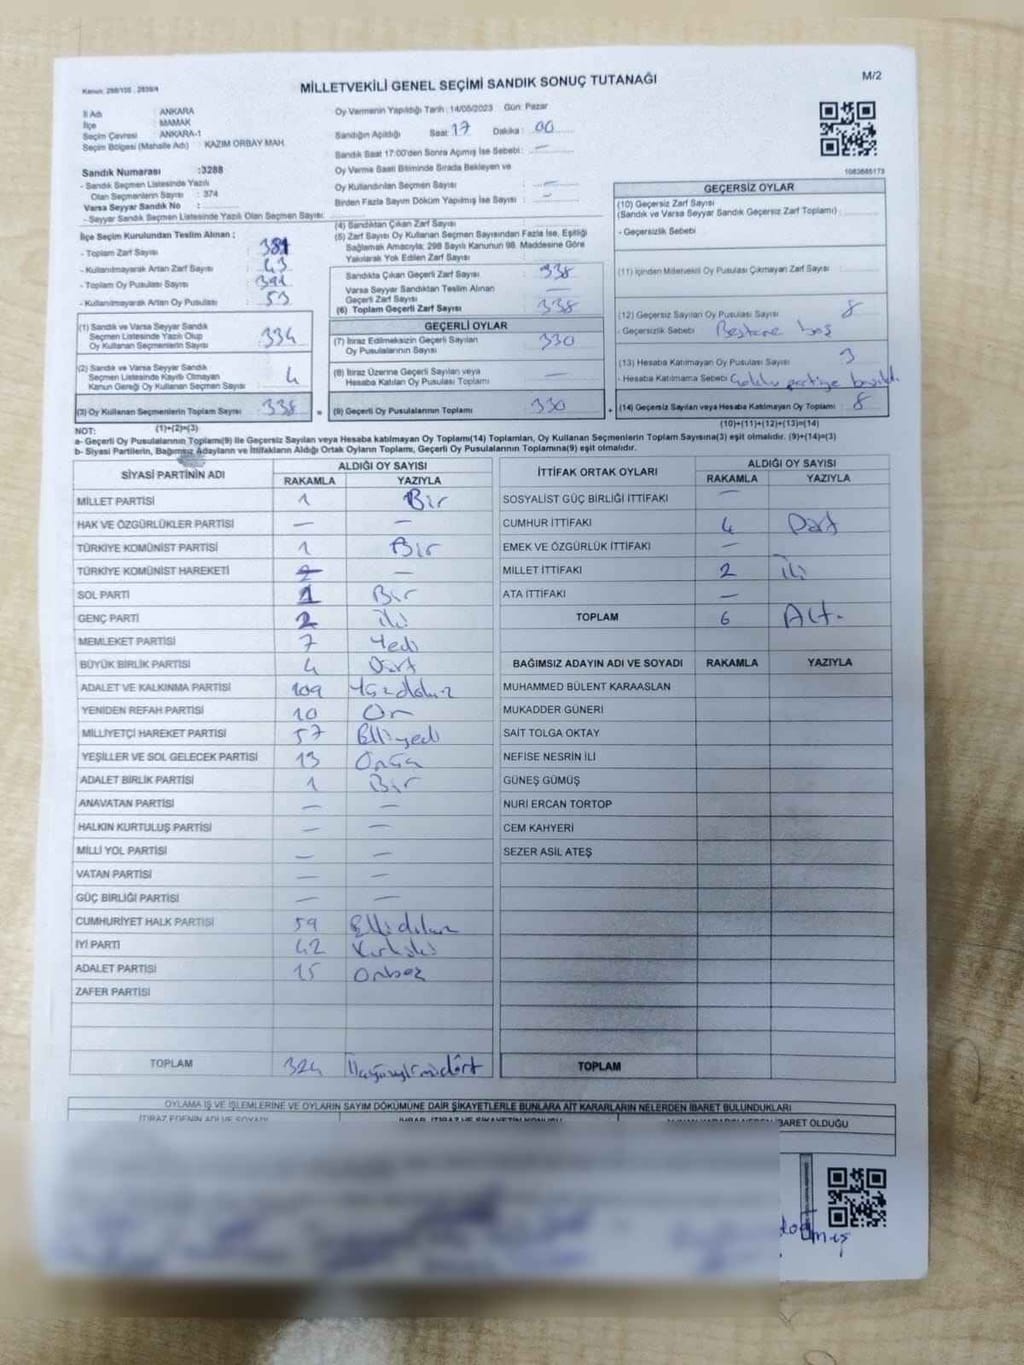 Kanun: 298/105 , 2839/4
MİLLETVEKİLİ GENEL SEÇİMİ SANDIK SONUÇ TUTANAĞI
M/2
İl Adı : ANKARA
İlçe : MAMAK
Seçim Çevresi : ANKARA-1
Seçim Bölgesi (Mahalle Adı) : KAZIM ORBAY MAH.
Oy Vermenin Yapıldığı Tarih : 14/05/2023 Gün: Pazar
Sandığın Açıldığı Saat: 17 Dakika : 00
Sandık Saat 17:00'den Sonra Açımış İse Sebebi: —
Oy Verme Saati Bitiminde Sırada Bekleyen ve
Oy Kullandırılan Seçmen Sayısı : —
Birden Fazla Sayım Döküm Yapılmış İse Sayısı : —
1083685173
Sandık Numarası :3288
- Sandık Seçmen Listesinde Yazılı
Olan Seçmenlerin Sayısı : 374
Varsa Seyyar Sandık No :
- Seyyar Sandık Seçmen Listesinde Yazılı Olan Seçmen Sayısı:
İlçe Seçim Kurulundan Teslim Alınan ;
- Toplam Zarf Sayısı : 381
- Kullanılmayarak Artan Zarf Sayısı : 43
- Toplam Oy Pusulası : 391
- Kullanılmayarak Artan Oy Pusulası : 53
(1) Sandık ve Varsa Seyyar Sandık
Seçmen Listesinde Yazılı Olup
Oy Kullanan Seçmenlerin Sayısı : 334
(2) Sandık ve Varsa Seyyar Sandık
Seçmen Listesinde Kayıtlı Olmayan
Kanun Gereği Oy Kullanan Seçmen Sayısı : 4
(3) Oy Kullanan Seçmenlerin Toplam Sayısı : 338
(1)+(2)=(3)
(4) Sandıktan Çıkan Zarf Sayısı :
(5) Zarf Sayısı Oy Kullanan Seçmen Sayısından Fazla İse, Eşitliği
Sağlamak Amacıyla; 298 Sayılı Kanunun 98. Maddesine Göre
Yakılarak Yok Edilen Zarf Sayısı :
Sandıkta Çıkan Geçerli Zarf Sayısı : 338
Varsa Seyyar Sandıktan Teslim Alınan
Geçerli Zarf Sayısı : —
(6) Toplam Geçerli Zarf Sayısı : 338
GEÇERLİ OYLAR
(7) İtiraz Edilmeksizin Geçerli Sayılan
Oy Pusulalarının Sayısı : 330
(8) İtiraz Üzerine Geçerli Sayılan veya
Hesaba Katılan Oy Pusulası Toplamı : —
= (9) Geçerli Oy Pusulalarının Toplamı : 330
GEÇERSİZ OYLAR
(10) Geçersiz Zarf Sayısı
(Sandık ve Varsa Seyyar Sandık Geçersiz Zarf Toplamı) :
- Geçersizlik Sebebi
(11) İçinden Milletvekili Oy Pusulası Çıkmayan Zarf Sayısı :
(12) Geçersiz Sayılan Oy Pusulası Sayısı : 8
- Geçersizlik Sebebi : boş
(13) Hesaba Katılmayan Oy Pusulası Sayısı : 3
- Hesaba Katılmama Sebebi : partiye
+ (14) Geçersiz Sayılan veya Hesaba Katılmayan Oy Toplamı : 8
(10)+(11)+(12)+(13)=(14)
NOT:
a- Geçerli Oy Pusulalarının Toplamı(9) ile Geçersiz Sayılan veya Hesaba katılmayan Oy Toplamı(14) Toplamları, Oy Kullanan Seçmenlerin Toplam Sayısına(3) eşit olmalıdır. (9)+(14)=(3)
b- Siyasi Partilerin, Bağımsız Adayların ve İttifakların Aldığı Ortak Oyların Toplamı, Geçerli Oy Pusulalarının Toplamına(9) eşit olmalıdır.
SİYASİ PARTİNİN ADI ALDIĞI OY SAYISI
RAKAMLA YAZIYLA
MİLLET PARTİSİ 1 Bir
HAK VE ÖZGÜRLÜKLER PARTİSİ — —
TÜRKİYE KOMÜNİST PARTİSİ 1 Bir
TÜRKİYE KOMÜNİST HAREKETİ —
SOL PARTİ 1 Bir
GENÇ PARTİ 2 iki
MEMLEKET PARTİSİ 7 Yedi
BÜYÜK BİRLİK PARTİSİ 4 Dört
ADALET VE KALKINMA PARTİSİ 109 Yüzdokuz
YENİDEN REFAH PARTİSİ 10 On
MİLLİYETÇİ HAREKET PARTİSİ 57 Elliyedi
YEŞİLLER VE SOL GELECEK PARTİSİ 13 Onüç
ADALET BİRLİK PARTİSİ 1 Bir
ANAVATAN PARTİSİ — —
HALKIN KURTULUŞ PARTİSİ — —
MİLLİ YOL PARTİSİ — —
VATAN PARTİSİ — —
GÜÇ BİRLİĞİ PARTİSİ — —
CUMHURİYET HALK PARTİSİ 59 Ellidokuz
İYİ PARTİ 42 Kırkiki
ADALET PARTİSİ 15 Onbeş
ZAFER PARTİSİ
TOPLAM 324 Üçyüzyirmidört
İTTİFAK ORTAK OYLARI ALDIĞI OY SAYISI
RAKAMLA YAZIYLA
SOSYALİST GÜÇ BİRLİĞİ İTTİFAKI —
CUMHUR İTTİFAKI 4 Dört
EMEK VE ÖZGÜRLÜK İTTİFAKI —
MİLLET İTTİFAKI 2 iki
ATA İTTİFAKI —
TOPLAM 6 Altı
BAĞIMSIZ ADAYIN ADI VE SOYADI RAKAMLA YAZIYLA
MUHAMMED BÜLENT KARAASLAN
MUKADDER GÜNERİ
SAİT TOLGA OKTAY
NEFİSE NESRİN İLİ
GÜNEŞ GÜMÜŞ
NURİ ERCAN TORTOP
CEM KAHYERİ
SEZER ASİL ATEŞ
TOPLAM
OYLAMA İŞ VE İŞLEMLERİNE VE OYLARIN SAYIM DÖKÜMÜNE DAİR ŞİKAYETLERLE BUNLARA AİT KARARLARIN NELERDEN İBARET BULUNDUKLARI
İBARET OLDUĞU